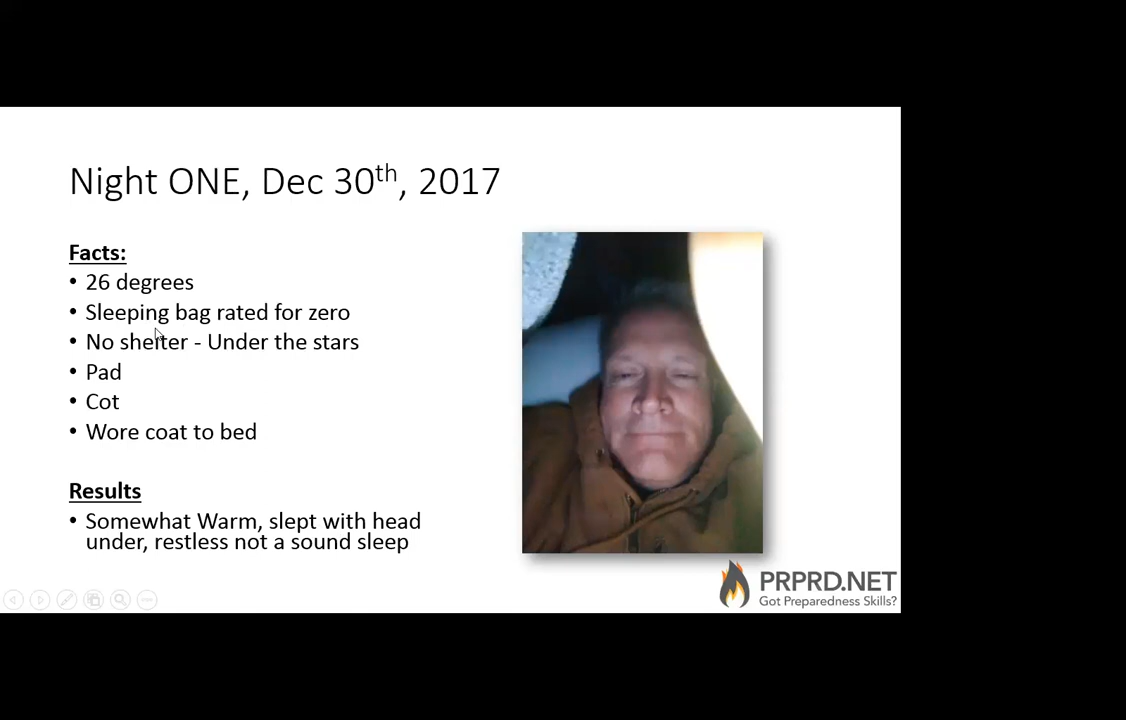 Night ONE, Dec 30th, 2017
Facts:
• 26 degrees
• Sleeping bag rated for zero
• No shelter - Under the stars
• Pad
• Cot
• Wore coat to bed
Results
• Somewhat Warm, slept with head
under, restless not a sound sleep
PRPRD.NET
Got Preparedness Skills?